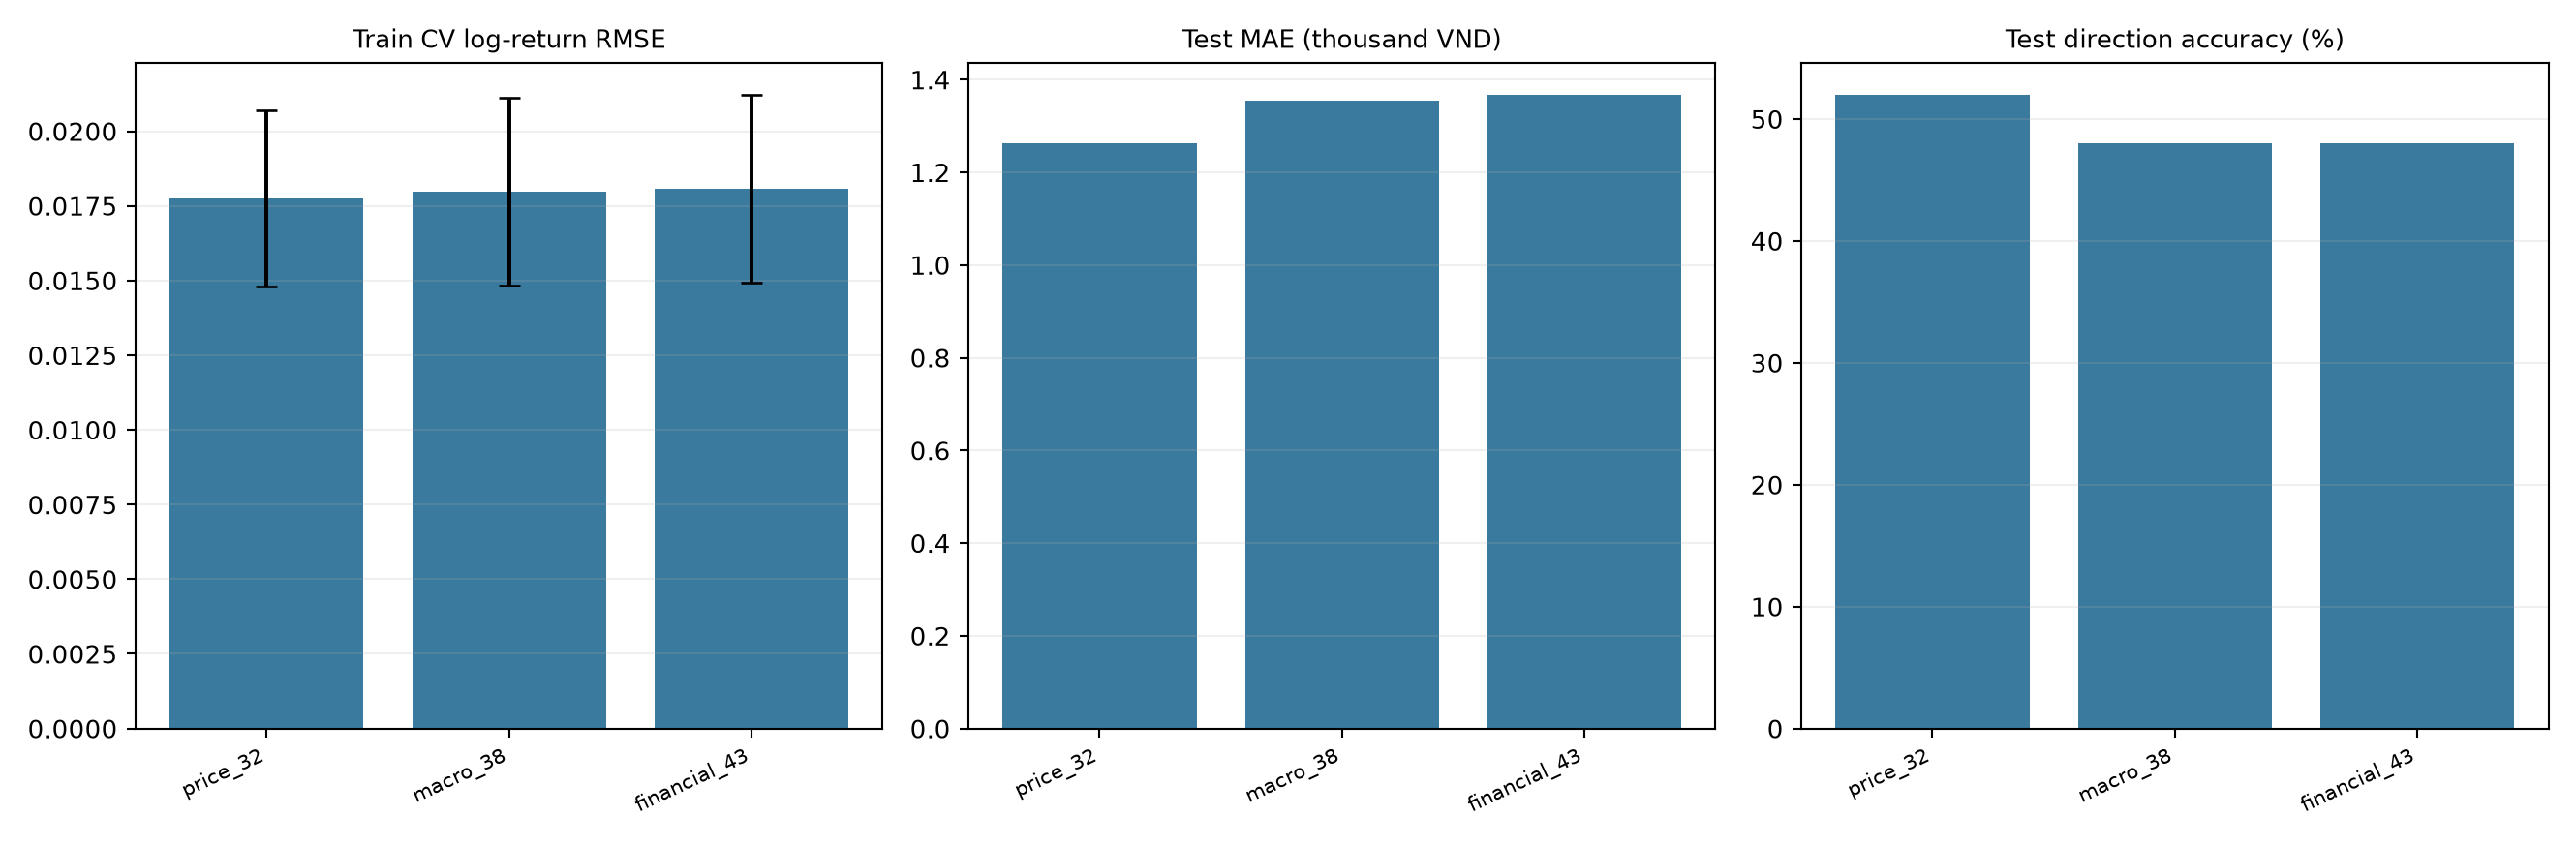 Train CV log-return RMSE
0.0200
0.0175
0.0150
0.0125
0.0100
0.0075
0.0050
0.0025
0.0000
price_32
macro_38
financial_43
Test MAE (thousand VND)
1.4
1.2
1.0
0.8
0.6
0.4
0.2
0.0
price_32
macro_38
financial_43
Test direction accuracy (%)
50
40
30
20
10
0
price_32
macro_38
financial_43